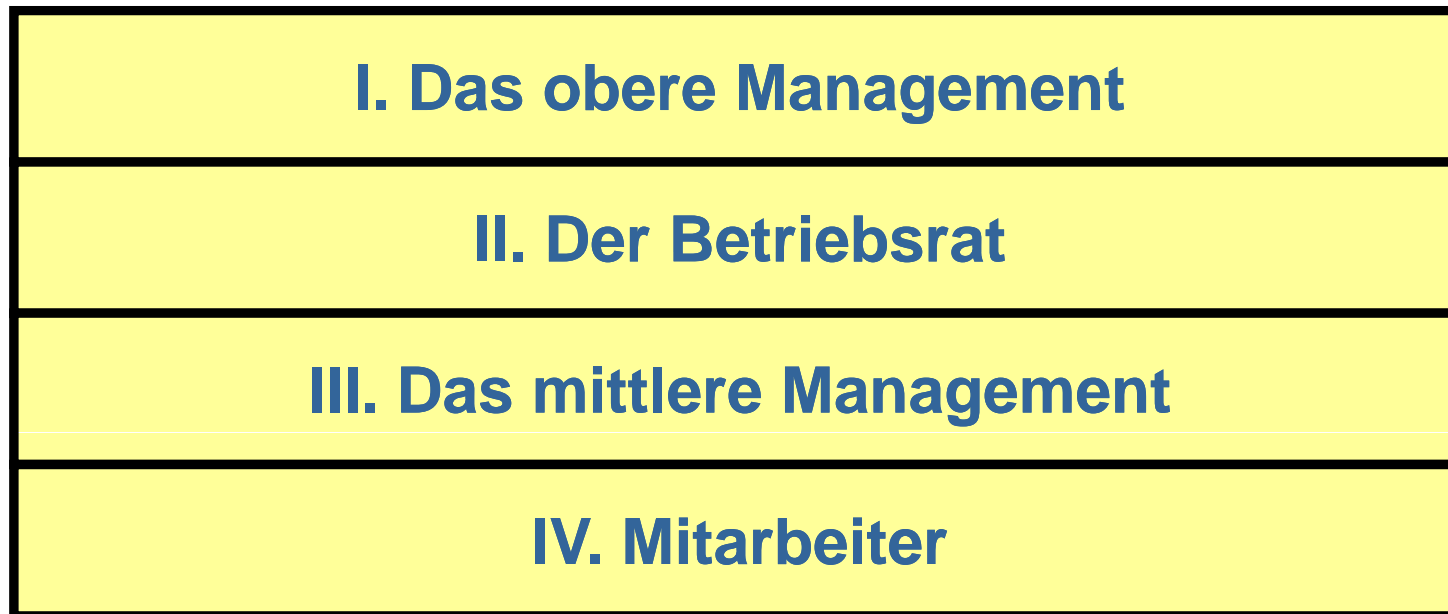 I. Das obere Management
II. Der Betriebsrat
III. Das mittlere Management
IV. Mitarbeiter